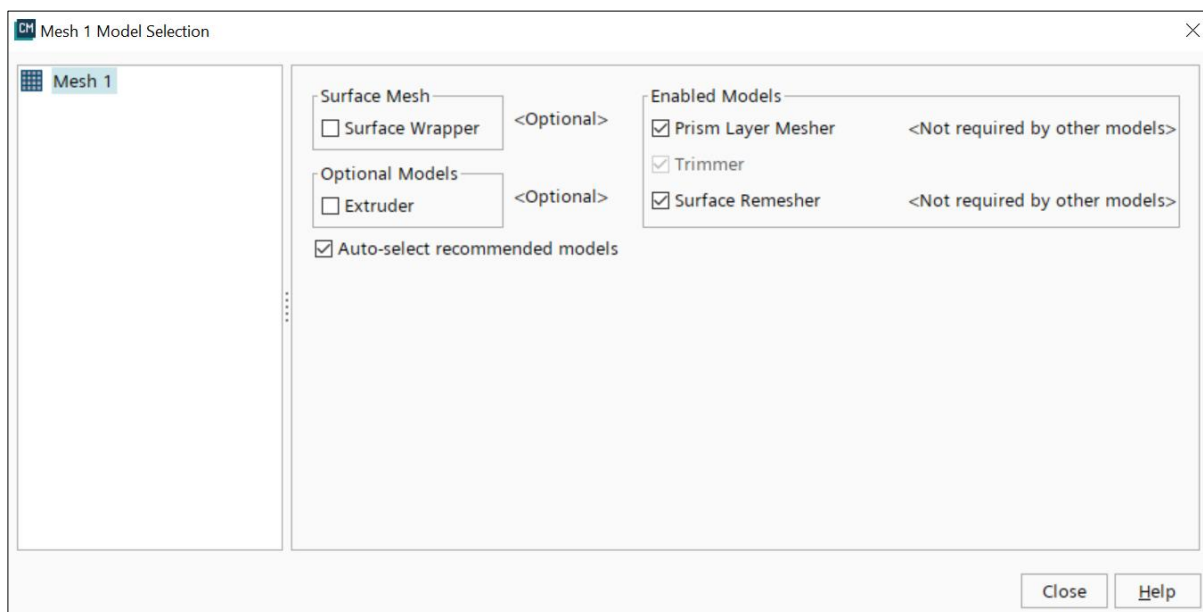 CM Mesh 1 Model Selection
Mesh 1
Surface Mesh
Surface Wrapper <Optional>
Optional Models
Extruder <Optional>
Auto-select recommended models
Enabled Models
Prism Layer Mesher <Not required by other models>
Trimmer
Surface Remesher <Not required by other models>
Close Help